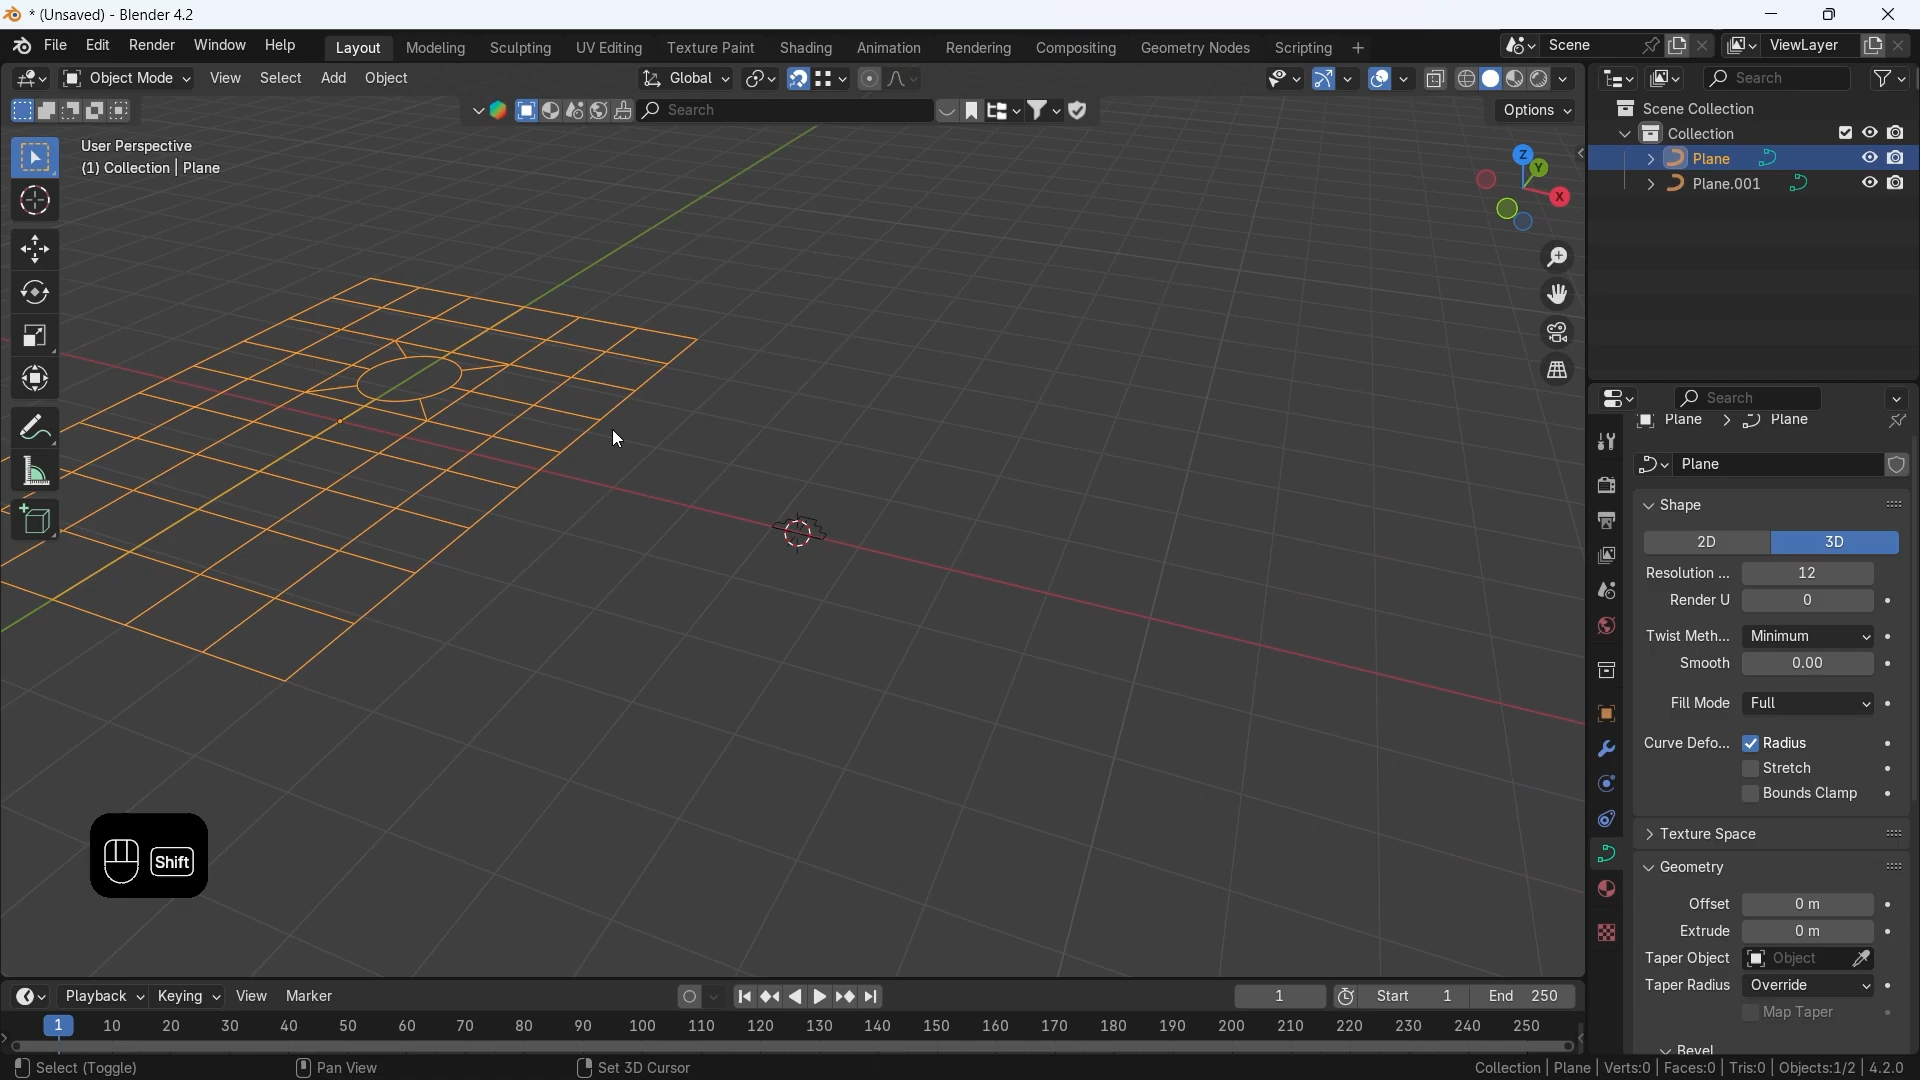 * (Unsaved) - Blender 4.2
File Edit Render Window Help Layout Modeling Sculpting UV Editing Texture Paint Shading Animation Rendering Compositing Geometry Nodes Scripting + Scene ViewLayer
Object Mode View Select Add Object Global Search
Search Options
User Perspective
(1) Collection | Plane
Z
Y
X
Scene Collection
Collection
Plane
Plane.001
Search
Plane > Plane
Plane
Shape
2D 3D
Resolution ... 12
Render U 0
Twist Meth... Minimum
Smooth 0.00
Fill Mode Full
Curve Defo... Radius
Stretch
Bounds Clamp
Texture Space
Geometry
Offset 0 m
Extrude 0 m
Taper Object Object
Taper Radius Override
Map Taper
Bevel
Shift
Playback Keying View Marker 1 Start 1 End 250
1 10 20 30 40 50 60 70 80 90 100 110 120 130 140 150 160 170 180 190 200 210 220 230 240 250
Select (Toggle) Pan View Set 3D Cursor Collection | Plane | Verts:0 | Faces:0 | Tris:0 | Objects:1/2 | 4.2.0